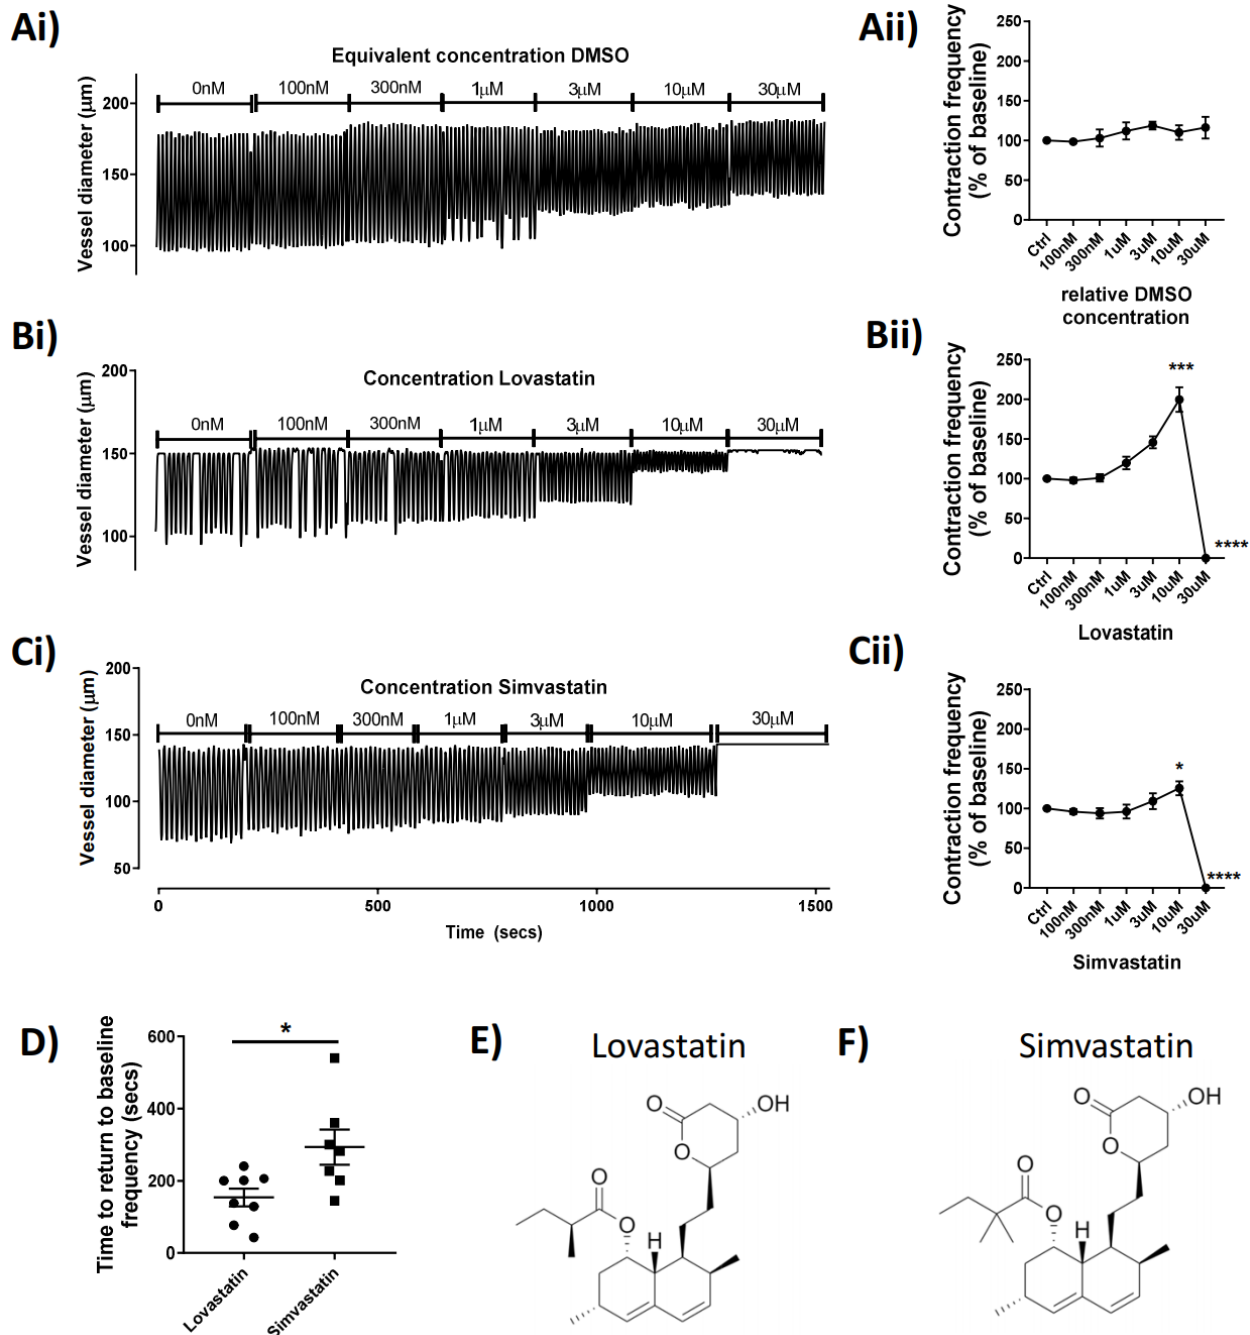 Ai)
Equivalent concentration DMSO
0nM 100nM 300nM 1μM 3μM 10μM 30μM
Vessel diameter (μm)
200
150
100
Aii)
Contraction frequency
(% of baseline)
250
200
150
100
50
0
Ctrl 100nM 300nM 1uM 3uM 10uM 30uM
relative DMSO
concentration
Bi)
Concentration Lovastatin
0nM 100nM 300nM 1μM 3μM 10μM 30μM
Vessel diameter (μm)
200
150
100
Bii)
Contraction frequency
(% of baseline)
250
200
150
100
50
0
***
****
Ctrl 100nM 300nM 1uM 3uM 10uM 30uM
Lovastatin
Ci)
Concentration Simvastatin
0nM 100nM 300nM 1μM 3μM 10μM 30μM
Vessel diameter (μm)
200
150
100
50
0 500 1000 1500
Time (secs)
Cii)
Contraction frequency
(% of baseline)
250
200
150
100
50
0
*
****
Ctrl 100nM 300nM 1uM 3uM 10uM 30uM
Simvastatin
D)
Time to return to baseline
frequency (secs)
600
400
200
0
*
Lovastatin Simvastatin
E)
Lovastatin
O
OH
O
O
O
H
F)
Simvastatin
O
OH
O
O
O
H